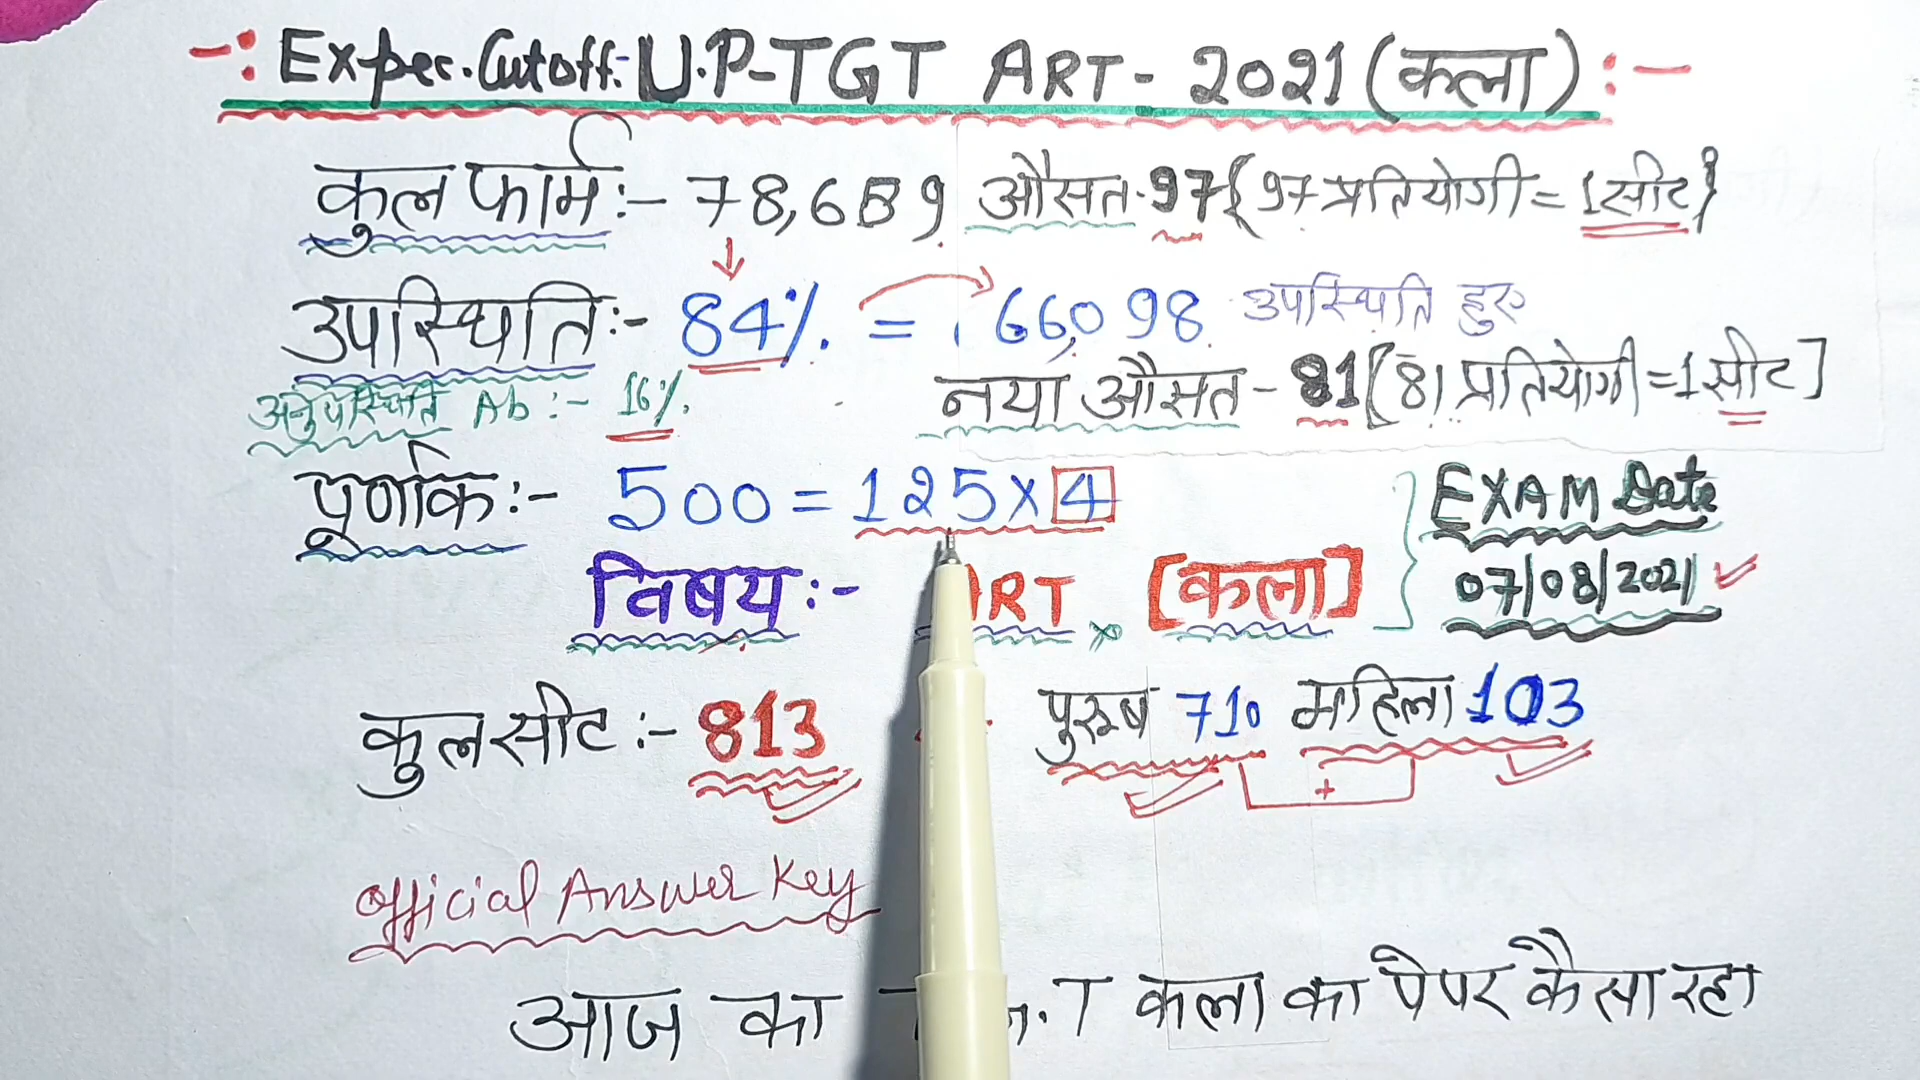 -: Expec. Cutoff: U.P-TGT ART - 2021 (कला) :-
कुल फार्म :- 78,689 औसत - 97 { 97 प्रतियोगी = 1 सीट }
उपस्थिति :- 84% = 66,098 उपस्थिति हुए
अनुपस्थित Ab :- 16%. नया औसत - 81 [ 81 प्रतियोगी = 1 सीट ]
पूर्णांक :- 500 = 125 x 4
EXAM Date
07/08/2021
विषय :- ART [कला]
कुल सीट :- 813 पुरूष 710 महिला 103
+
official Answer Key
आज का .T कला का पेपर कैसा रहा